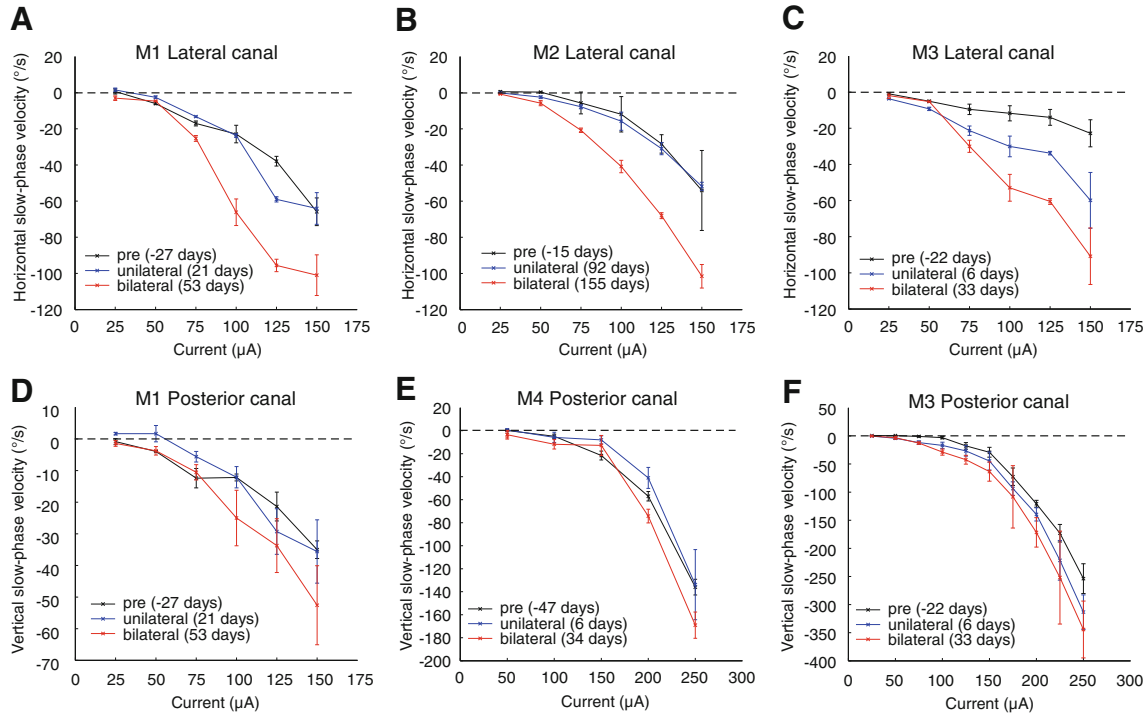 A
M1 Lateral canal
Horizontal slow-phase velocity (°/s)
20
0
-20
-40
-60
-80
-100
-120
pre (-27 days)
unilateral (21 days)
bilateral (53 days)
0 25 50 75 100 125 150 175
Current (µA)
B
M2 Lateral canal
Horizontal slow-phase velocity (°/s)
20
0
-20
-40
-60
-80
-100
-120
pre (-15 days)
unilateral (92 days)
bilateral (155 days)
0 25 50 75 100 125 150 175
Current (µA)
C
M3 Lateral canal
Horizontal slow-phase velocity (°/s)
20
0
-20
-40
-60
-80
-100
-120
pre (-22 days)
unilateral (6 days)
bilateral (33 days)
0 25 50 75 100 125 150 175
Current (µA)
D
M1 Posterior canal
Vertical slow-phase velocity (°/s)
10
0
-10
-20
-30
-40
-50
-60
-70
pre (-27 days)
unilateral (21 days)
bilateral (53 days)
0 25 50 75 100 125 150 175
Current (µA)
E
M4 Posterior canal
Vertical slow-phase velocity (°/s)
20
0
-20
-40
-60
-80
-100
-120
-140
-160
-180
-200
pre (-47 days)
unilateral (6 days)
bilateral (34 days)
0 50 100 150 200 250 300
Current (µA)
F
M3 Posterior canal
Vertical slow-phase velocity (°/s)
50
0
-50
-100
-150
-200
-250
-300
-350
-400
pre (-22 days)
unilateral (6 days)
bilateral (33 days)
0 50 100 150 200 250 300
Current (µA)